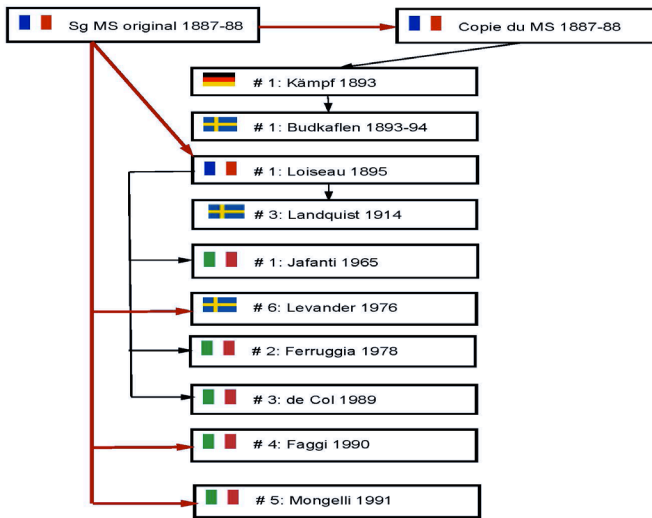 Sg MS original 1887-88
Copie du MS 1887-88
# 1: Kämpf 1893
# 1: Budkaflen 1893-94
# 1: Loiseau 1895
# 3: Landquist 1914
# 1: Jafanti 1965
# 6: Levander 1976
# 2: Ferruggia 1978
# 3: de Col 1989
# 4: Faggi 1990
# 5: Mongelli 1991